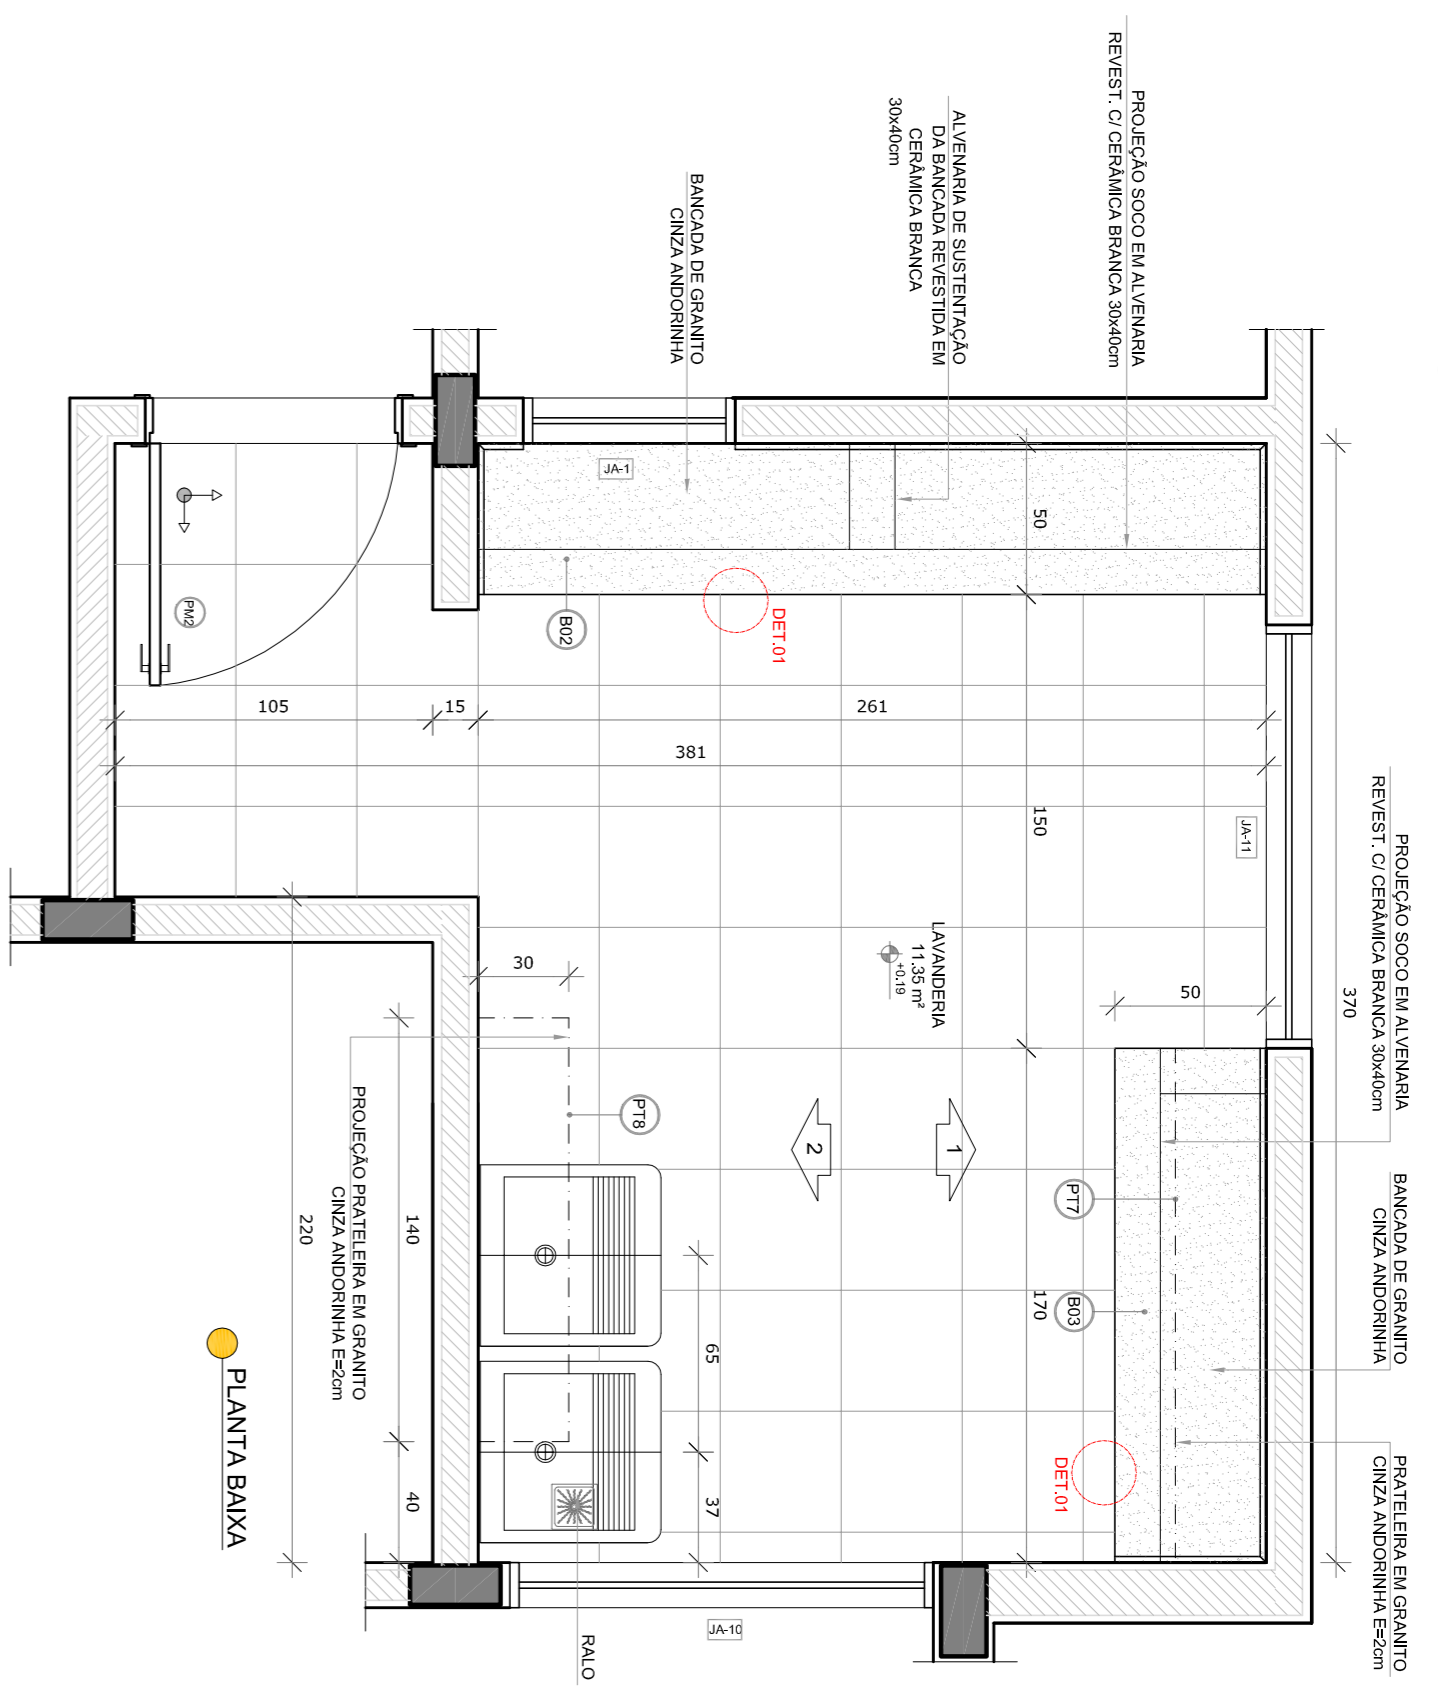 PROJEÇÃO SOCO EM ALVENARIA
REVEST. C/ CERÂMICA BRANCA 30x40cm
ALVENARIA DE SUSTENTAÇÃO
DA BANCADA REVESTIDA EM
CERÂMICA BRANCA
30x40cm
BANCADA DE GRANITO
CINZA ANDORINHA
JA-1
50
B02
DET.01
PM2
105
15
261
381
150
JA-11
370
PROJEÇÃO SOCO EM ALVENARIA
REVEST. C/ CERÂMICA BRANCA 30x40cm
LAVANDERIA
11.35 m²
+0.19
30
50
PT8
2
1
PT7
B03
170
BANCADA DE GRANITO
CINZA ANDORINHA
PRATELEIRA EM GRANITO
CINZA ANDORINHA E=2cm
PROJEÇÃO PRATELEIRA EM GRANITO
CINZA ANDORINHA E=2cm
140
220
65
37
40
DET.01
JA-10
RALO
PLANTA BAIXA